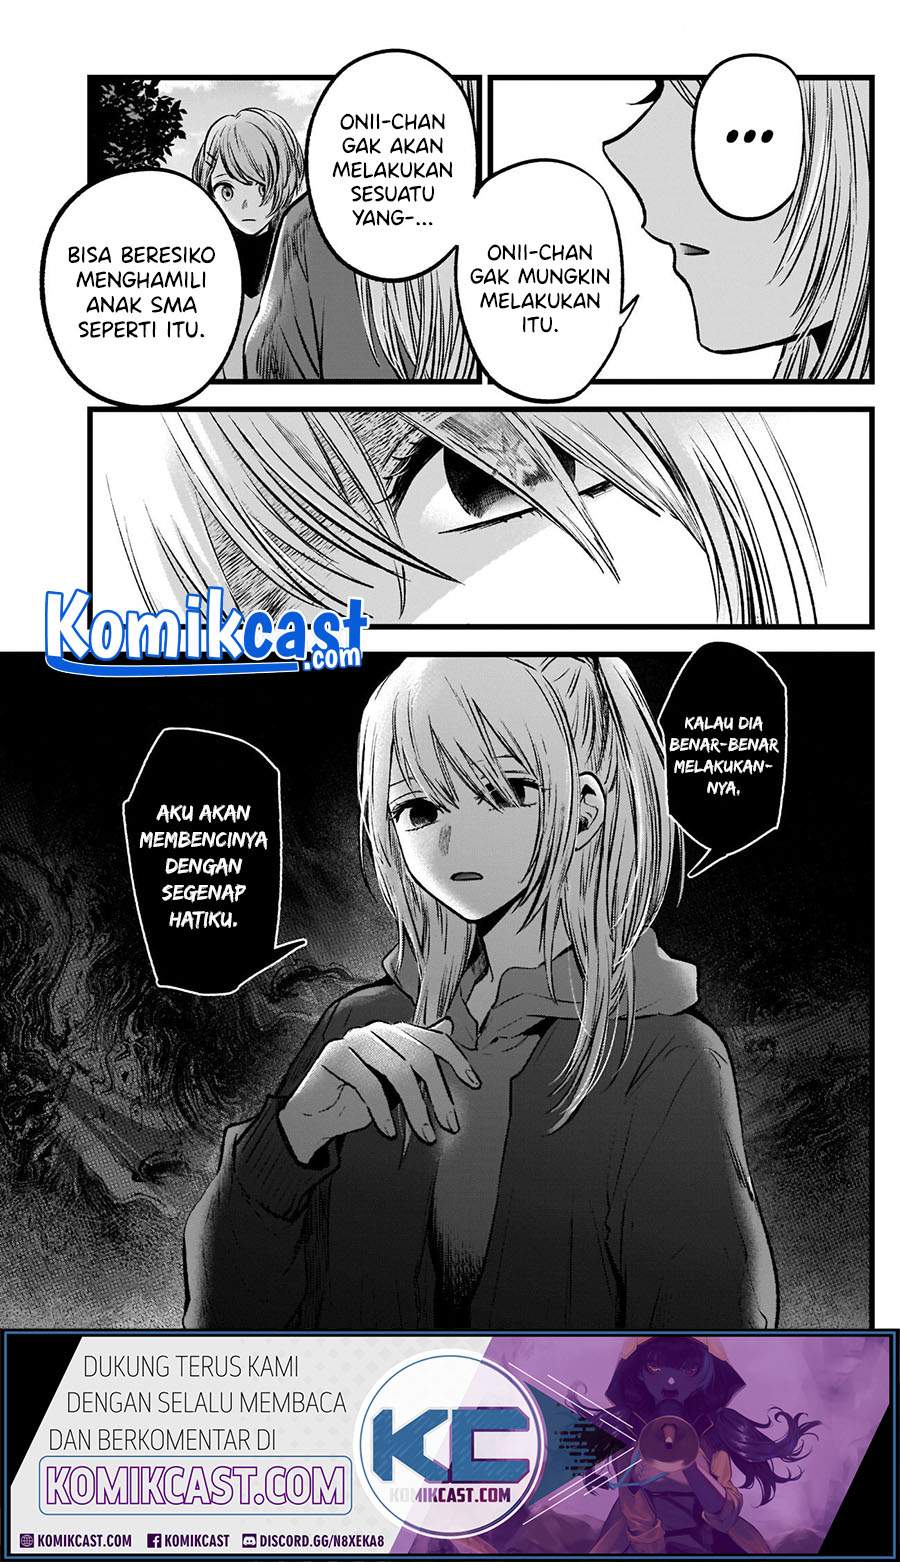 ...
ONII-CHAN
GAK MUNGKIN
MELAKUKAN
ITU.
ONII-CHAN
GAK AKAN
MELAKUKAN
SESUATU
YANG-...
BISA BERESIKO
MENGHAMILI
ANAK SMA
SEPERTI ITU.
Komikcast
.com
KALAU DIA
BENAR-BENAR
MELAKUKAN-
NYA,
AKU AKAN
MEMBENCINYA
DENGAN
SEGENAP
HATIKU.
DUKUNG TERUS KAMI
DENGAN SELALU MEMBACA
DAN BERKOMENTAR DI
KOMIKCAST.COM
KC
KOMIKCAST.COM
KOMIKCAST.COM
KOMIKCAST
DISCORD.GG/N8XEKA8